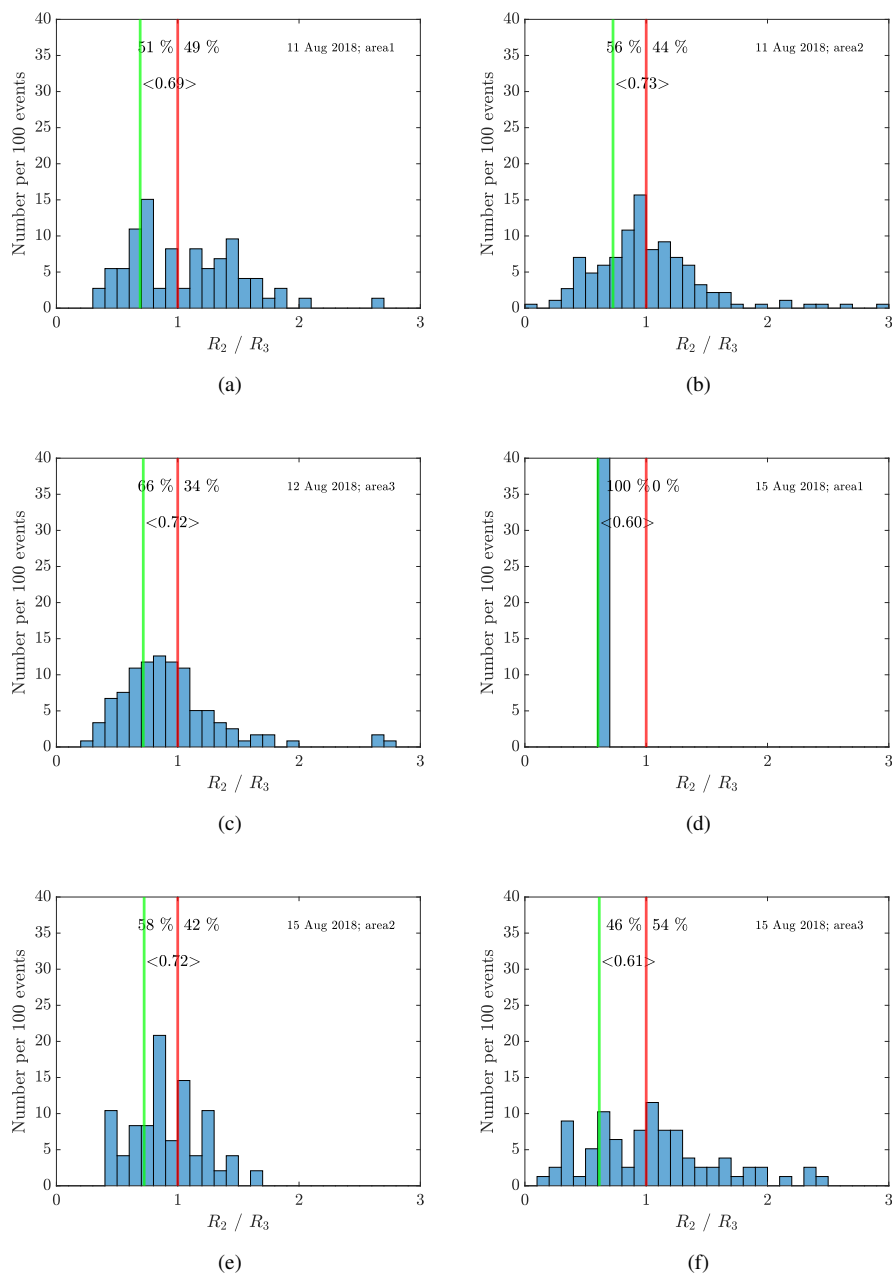 40
35
30
25
20
15
10
5
0
Number per 100 events
51 % 49 %
11 Aug 2018; area1
<0.69>
0 1 2 3
R₂ / R₃
(a)
40
35
30
25
20
15
10
5
0
Number per 100 events
56 % 44 %
11 Aug 2018; area2
<0.73>
0 1 2 3
R₂ / R₃
(b)
40
35
30
25
20
15
10
5
0
Number per 100 events
66 % 34 %
12 Aug 2018; area3
<0.72>
0 1 2 3
R₂ / R₃
(c)
40
35
30
25
20
15
10
5
0
Number per 100 events
100 % 0 %
15 Aug 2018; area1
<0.60>
0 1 2 3
R₂ / R₃
(d)
40
35
30
25
20
15
10
5
0
Number per 100 events
58 % 42 %
15 Aug 2018; area2
<0.72>
0 1 2 3
R₂ / R₃
(e)
40
35
30
25
20
15
10
5
0
Number per 100 events
46 % 54 %
15 Aug 2018; area3
<0.61>
0 1 2 3
R₂ / R₃
(f)